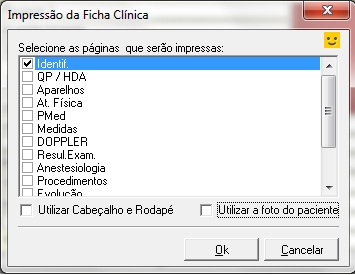 Impressão da Ficha Clínica
Selecione as páginas que serão impressas:
Identif.
QP / HDA
Aparelhos
At. Física
PMed
Medidas
DOPPLER
Resul.Exam.
Anestesiologia
Procedimentos
Evolução
Utilizar Cabeçalho e Rodapé
Utilizar a foto do paciente
Ok
Cancelar